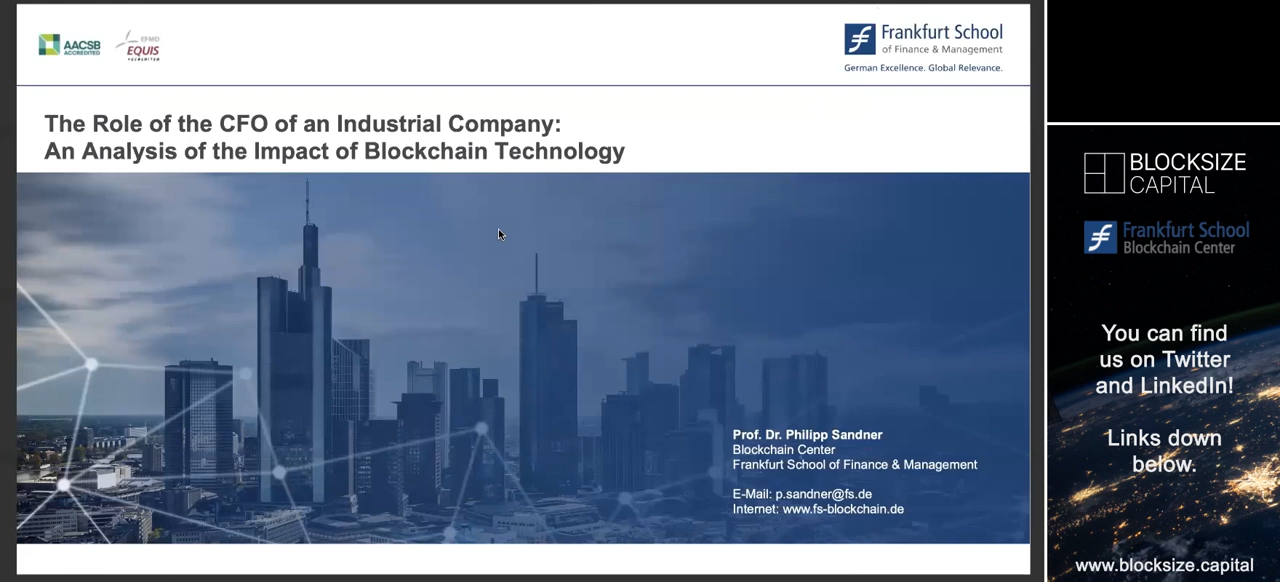 AACSB
ACCREDITED
EFMD
EQUIS
ACCREDITED
Frankfurt School
of Finance & Management
German Excellence. Global Relevance.
The Role of the CFO of an Industrial Company:
An Analysis of the Impact of Blockchain Technology
Prof. Dr. Philipp Sandner
Blockchain Center
Frankfurt School of Finance & Management
E-Mail: p.sandner@fs.de
Internet: www.fs-blockchain.de
BLOCKSIZE
CAPITAL
Frankfurt School
Blockchain Center
You can find
us on Twitter
and LinkedIn!
Links down
below.
www.blocksize.capital